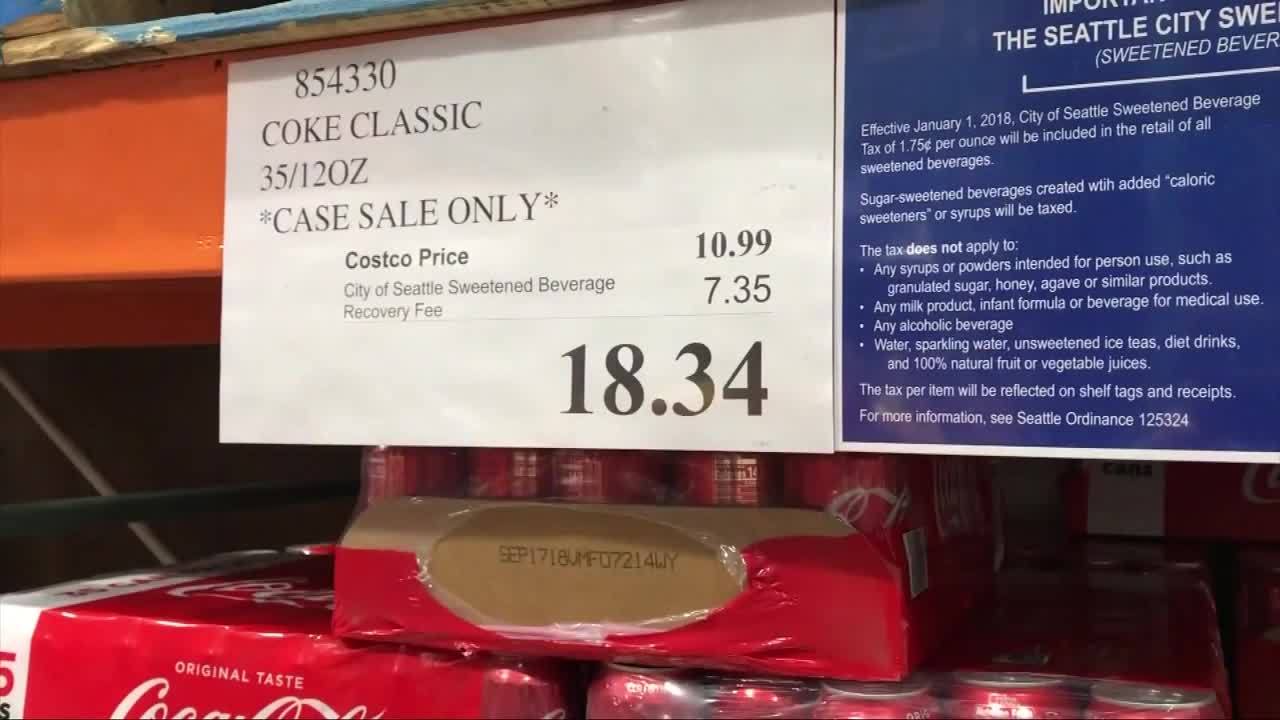 854330
COKE CLASSIC
35/12OZ
*CASE SALE ONLY*
Costco Price 10.99
City of Seattle Sweetened Beverage 7.35
Recovery Fee
18.34
THE SEATTLE CITY SWE
(SWEETENED BEVER
Effective January 1, 2018, City of Seattle Sweetened Beverage
Tax of 1.75¢ per ounce will be included in the retail of all
sweetened beverages.
Sugar-sweetened beverages created wtih added "caloric
sweeteners" or syrups will be taxed.
The tax does not apply to:
• Any syrups or powders intended for person use, such as
granulated sugar, honey, agave or similar products.
• Any milk product, infant formula or beverage for medical use.
• Any alcoholic beverage
• Water, sparkling water, unsweetened ice teas, diet drinks,
and 100% natural fruit or vegetable juices.
The tax per item will be reflected on shelf tags and receipts.
For more information, see Seattle Ordinance 125324
cans
SEP1718VMF07214WY
ORIGINAL TASTE
Coca-Cola